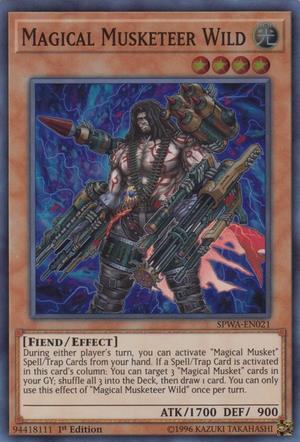 MAGICAL MUSKETEER WILD
光
SPWA-EN021
[FIEND/EFFECT]
During either player's turn, you can activate "Magical Musket"
Spell/Trap Cards from your hand. If a Spell/Trap Card is activated
in this card's column: You can target 3 "Magical Musket" cards in
your GY; shuffle all 3 into the Deck, then draw 1 card. You can only
use this effect of "Magical Musketeer Wild" once per turn.
ATK/1700 DEF/ 900
94418111 1st Edition ©1996 KAZUKI TAKAHASHI